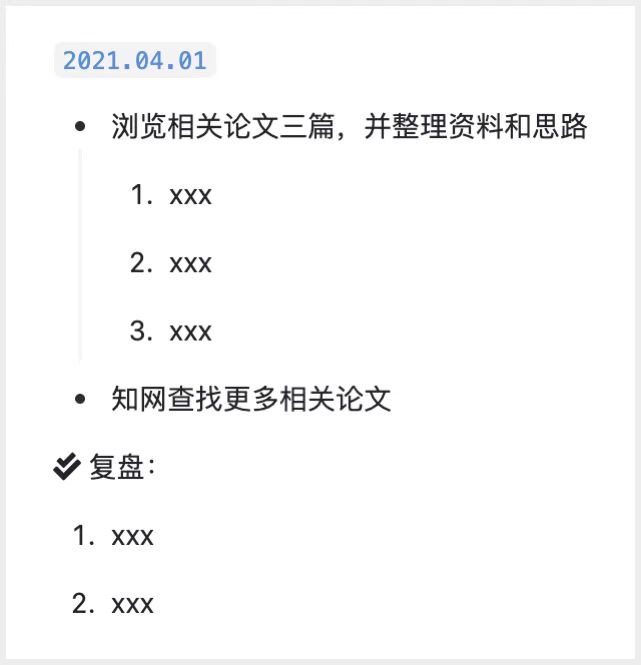 2021.04.01
• 浏览相关论文三篇，并整理资料和思路
1. xxx
2. xxx
3. xxx
• 知网查找更多相关论文
复盘：
1. xxx
2. xxx